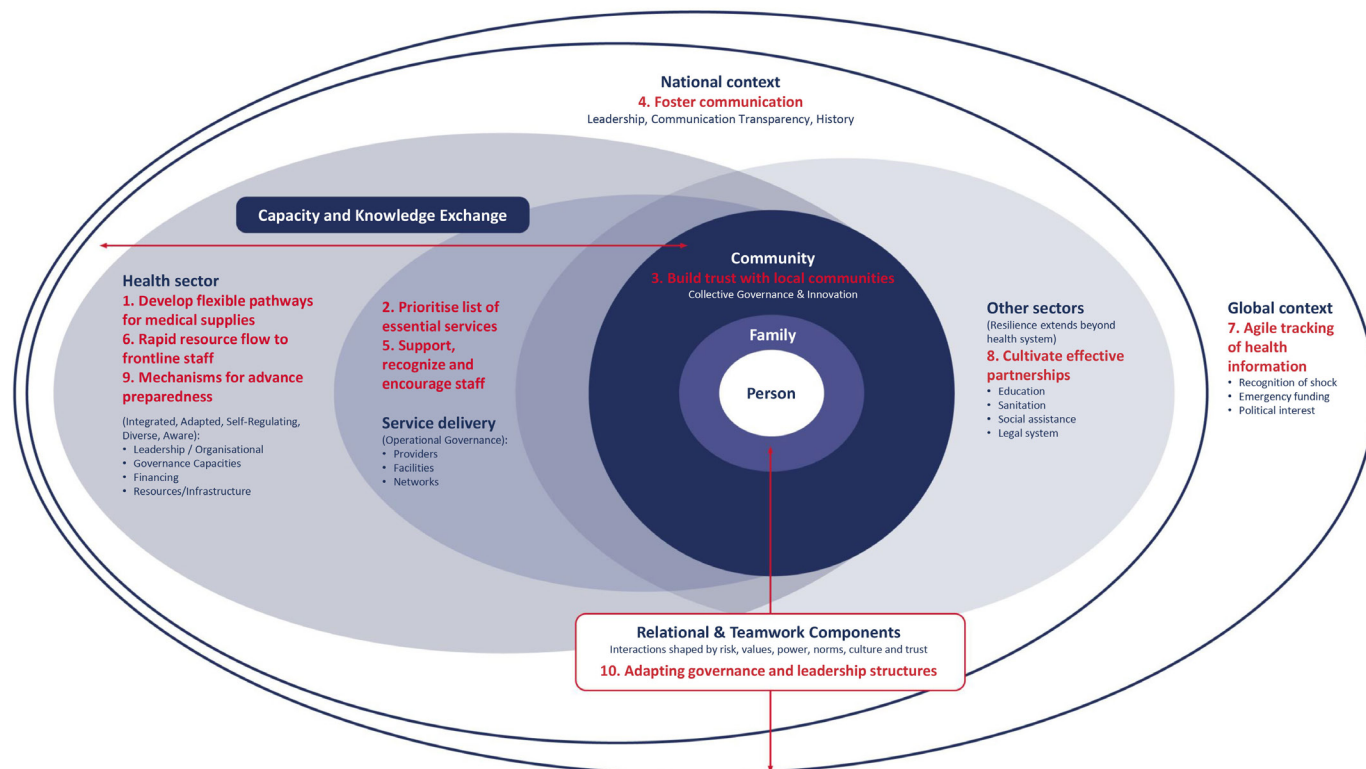 National context
4. Foster communication
Leadership, Communication Transparency, History
Capacity and Knowledge Exchange
Health sector
1. Develop flexible pathways
for medical supplies
6. Rapid resource flow to
frontline staff
9. Mechanisms for advance
preparedness
(Integrated, Adapted, Self-Regulating,
Diverse, Aware):
• Leadership / Organisational
• Governance Capacities
• Financing
• Resources/Infrastructure
2. Prioritise list of
essential services
5. Support,
recognize and
encourage staff
Service delivery
(Operational Governance):
• Providers
• Facilities
• Networks
Community
3. Build trust with local communities
Collective Governance & Innovation
Family
Person
Other sectors
(Resilience extends beyond
health system)
8. Cultivate effective
partnerships
• Education
• Sanitation
• Social assistance
• Legal system
Global context
7. Agile tracking
of health
information
• Recognition of shock
• Emergency funding
• Political interest
Relational & Teamwork Components
Interactions shaped by risk, values, power, norms, culture and trust
10. Adapting governance and leadership structures